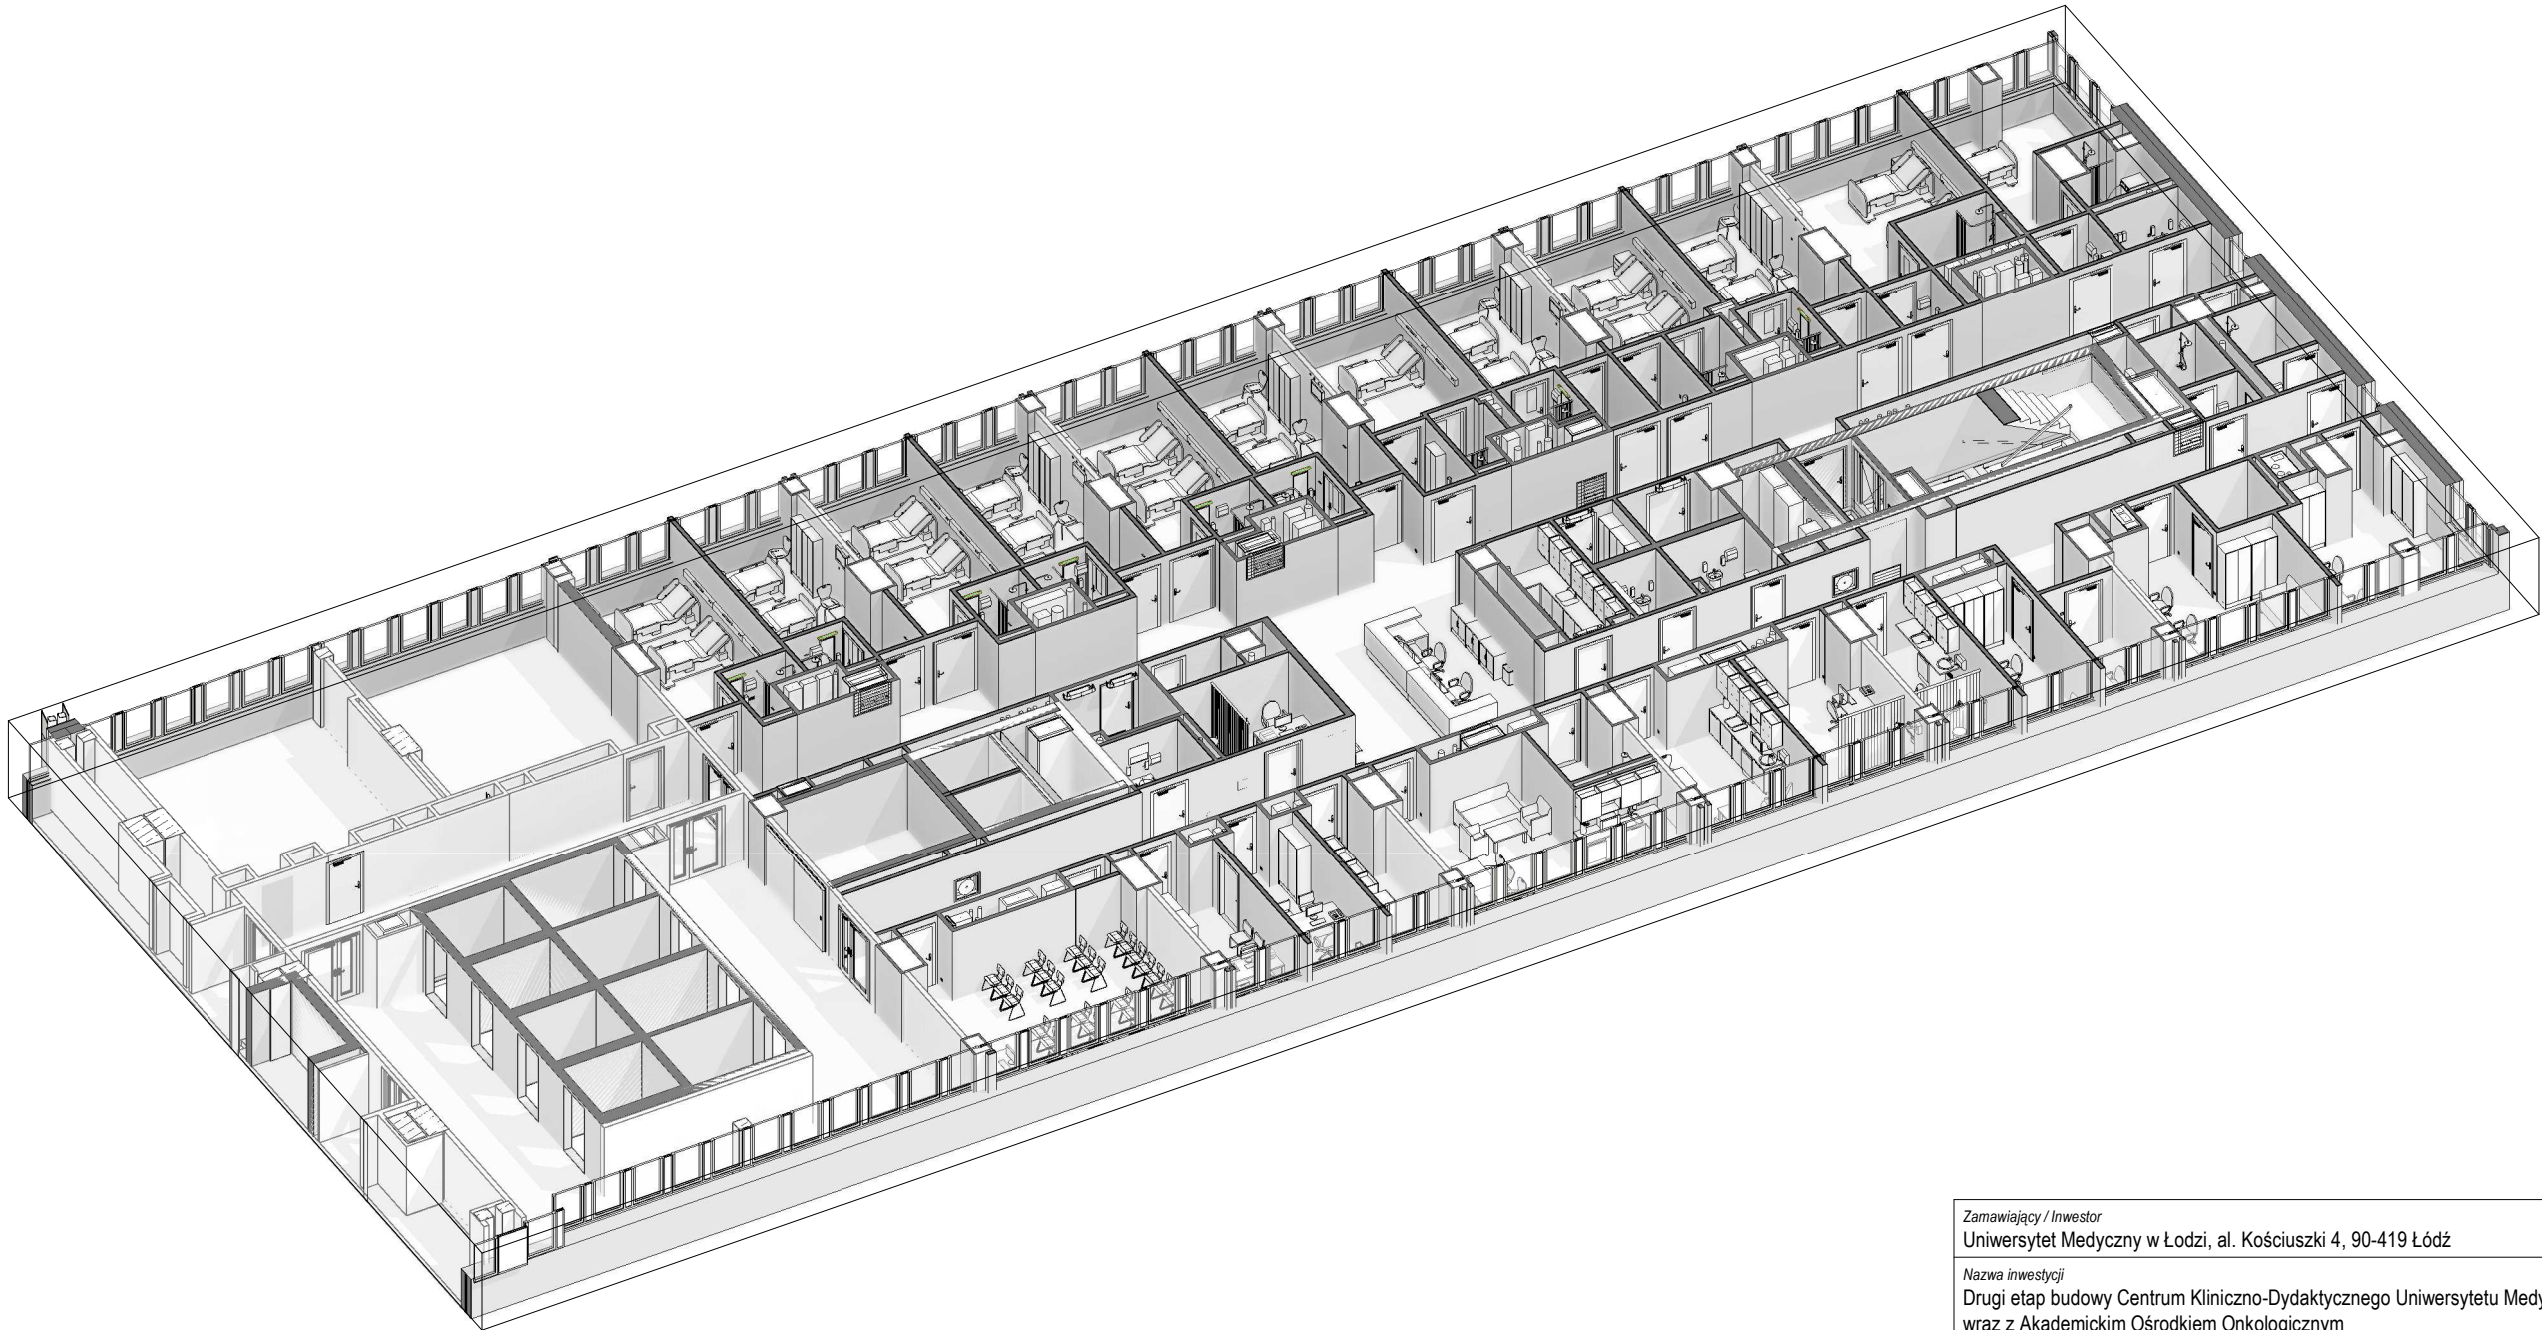 Zamawiający / Inwestor
Uniwersytet Medyczny w Łodzi, al. Kościuszki 4, 90-419 Łódź
Nazwa inwestycji
Drugi etap budowy Centrum Kliniczno-Dydaktycznego Uniwersytetu Medy
wraz z Akademickim Ośrodkiem Onkologicznym